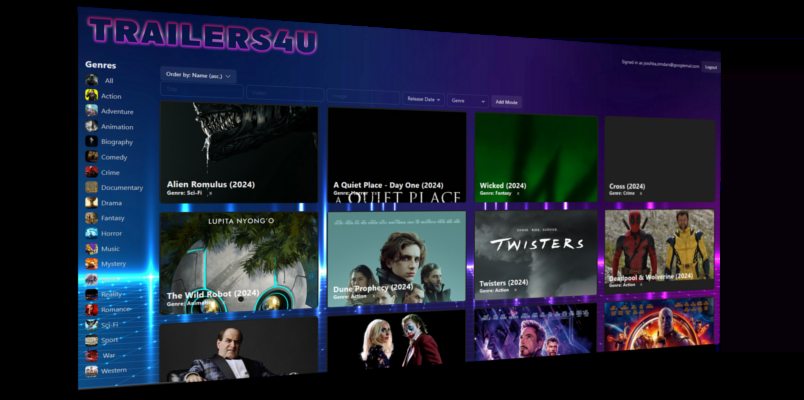 TRAILERS4U
Signed in as
Logout
Genres
All
Action
Adventure
Animation
Biography
Comedy
Crime
Documentary
Drama
Fantasy
Horror
Music
Mystery
Reality
Romance
Sci-Fi
Sport
War
Western
Order by: Name (asc.)
Release Date
Genre
Add Movie
Alien Romulus (2024)
Genre: Sci-Fi
A Quiet Place - Day One (2024)
Genre: Horror
A QUIET PLACE
Wicked (2024)
Genre: Fantasy
Cross (2024)
Genre: Crime
LUPITA NYONG'O
The Wild Robot (2024)
Genre: Animation
Dune Prophecy (2024)
Genre: Action
TWISTERS
Twisters (2024)
Genre: Action
Deadpool & Wolverine (2024)
Genre: Action